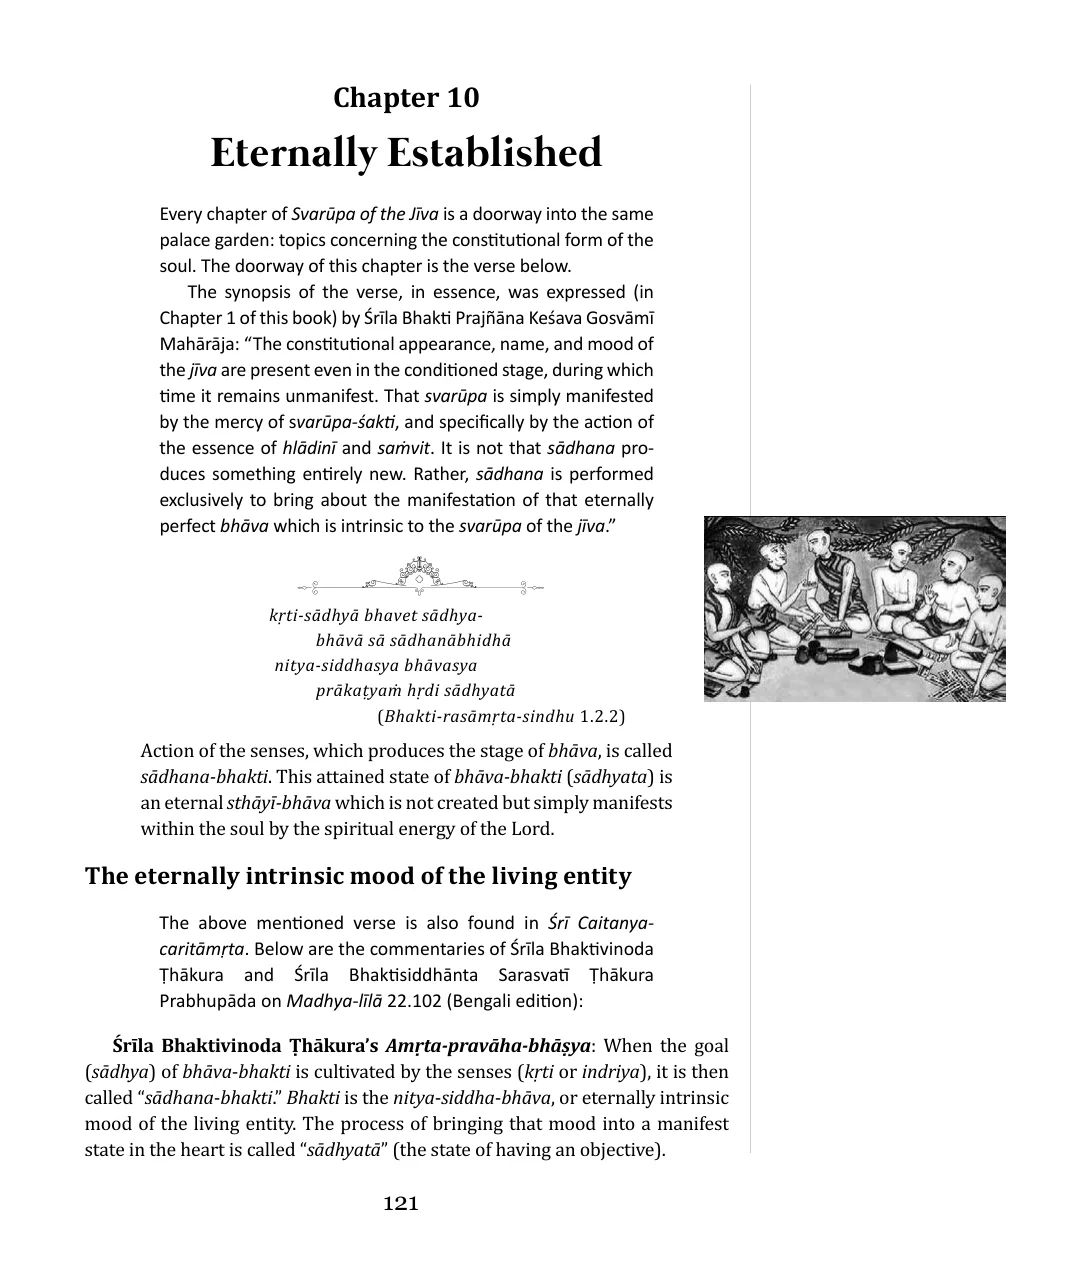 Chapter 10
Eternally Established
Every chapter of Svarūpa of the Jīva is a doorway into the same
palace garden: topics concerning the constitutional form of the
soul. The doorway of this chapter is the verse below.
The synopsis of the verse, in essence, was expressed (in
Chapter 1 of this book) by Śrīla Bhakti Prajñāna Keśava Gosvāmī
Mahārāja: “The constitutional appearance, name, and mood of
the jīva are present even in the conditioned stage, during which
time it remains unmanifest. That svarūpa is simply manifested
by the mercy of svarūpa-śakti, and specifically by the action of
the essence of hlādinī and saṁvit. It is not that sādhana pro-
duces something entirely new. Rather, sādhana is performed
exclusively to bring about the manifestation of that eternally
perfect bhāva which is intrinsic to the svarūpa of the jīva.”
kṛti-sādhyā bhavet sādhya-
bhāvā sā sādhanābhidhā
nitya-siddhasya bhāvasya
prākaṭyaṁ hṛdi sādhyatā
(Bhakti-rasāmṛta-sindhu 1.2.2)
Action of the senses, which produces the stage of bhāva, is called
sādhana-bhakti. This attained state of bhāva-bhakti (sādhyata) is
an eternal sthāyī-bhāva which is not created but simply manifests
within the soul by the spiritual energy of the Lord.
The eternally intrinsic mood of the living entity
The above mentioned verse is also found in Śrī Caitanya-
caritāmṛta. Below are the commentaries of Śrīla Bhaktivinoda
Ṭhākura and Śrīla Bhaktisiddhānta Sarasvatī Ṭhākura
Prabhupāda on Madhya-līlā 22.102 (Bengali edition):
Śrīla Bhaktivinoda Ṭhākura’s Amṛta-pravāha-bhāṣya: When the goal
(sādhya) of bhāva-bhakti is cultivated by the senses (kṛti or indriya), it is then
called “sādhana-bhakti.” Bhakti is the nitya-siddha-bhāva, or eternally intrinsic
mood of the living entity. The process of bringing that mood into a manifest
state in the heart is called “sādhyatā” (the state of having an objective).
121